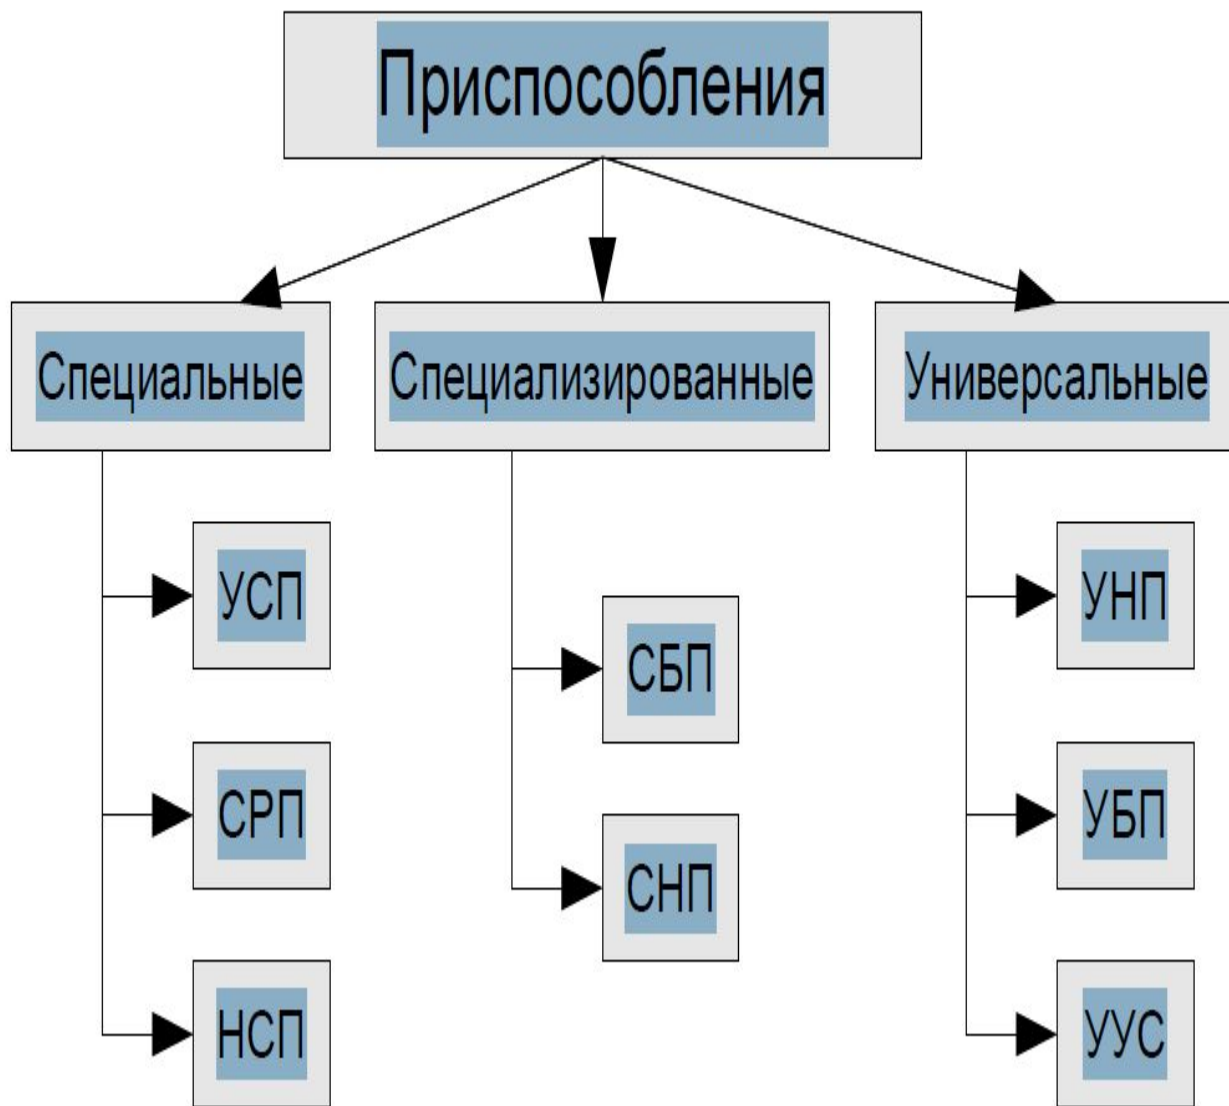 Приспособления
Специальные
Специализированные
Универсальные
УСП
СРП
НСП
СБП
СНП
УНП
УБП
УУС